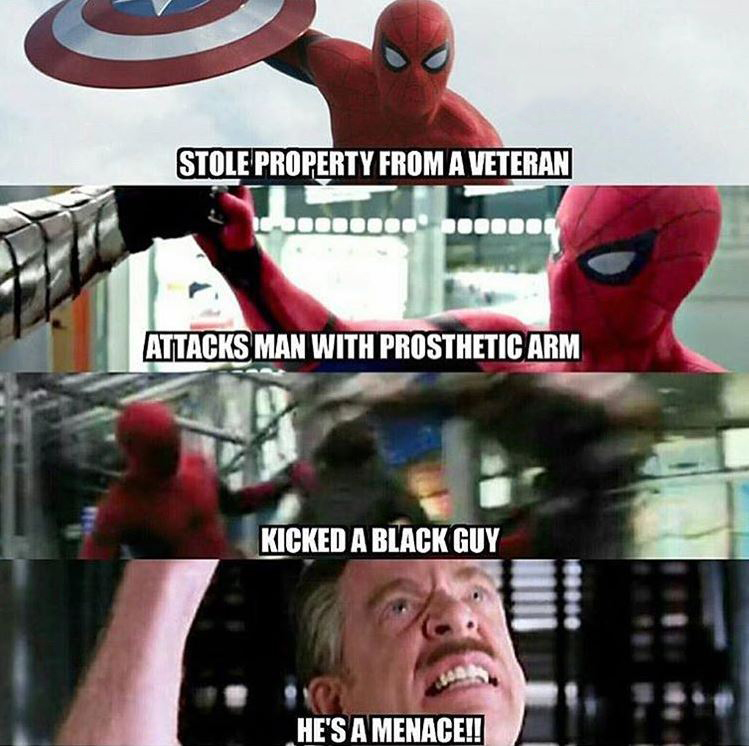 STOLE PROPERTY FROM A VETERAN
ATTACKS MAN WITH PROSTHETIC ARM
KICKED A BLACK GUY
HE'S A MENACE!!